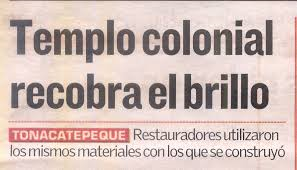 Templo colonial
recobra el brillo
TONACATEPEQUE Restauradores utilizaron
los mismos materiales con los que se construyó